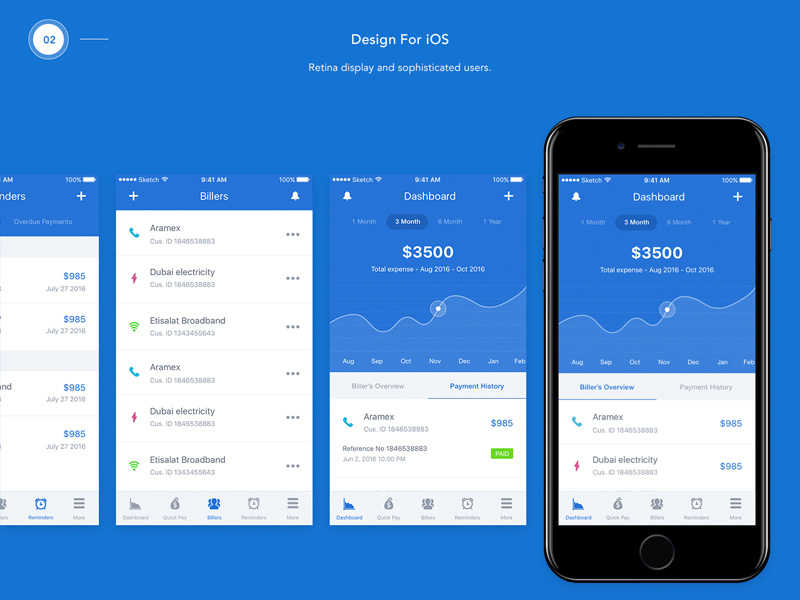 02
Design For iOS
Retina display and sophisticated users.
AM 100%
nders +
Overdue Payments
$985
July 27 2016
$985
July 27 2016
nd $985
July 27 2016
$985
July 27 2016
Reminders More
Sketch 9:41 AM 100%
+ Billers
Aramex
Cus. ID 1846538883
Dubai electricity
Cus. ID 1846538883
Etisalat Broadband
Cus. ID 1343455643
Aramex
Cus. ID 1846538883
Dubai electricity
Cus. ID 1846538883
Etisalat Broadband
Cus. ID 1343455643
Dashboard Quick Pay Billers Reminders More
Sketch 9:41 AM 100%
Dashboard +
1 Month 3 Month 6 Month 1 Year
$3500
Total expense - Aug 2016 - Oct 2016
Aug Sep Oct Nov Dec Jan Feb
Biller's Overview Payment History
Aramex
Cus. ID 1846538883
$985
Reference No 1846538883
Jun 2, 2016 10:00 PM
PAID
Dashboard Quick Pay Billers Reminders More
Sketch 9:41 AM 100%
Dashboard +
1 Month 3 Month 6 Month 1 Year
$3500
Total expense - Aug 2016 - Oct 2016
Aug Sep Oct Nov Dec Jan Feb
Biller's Overview Payment History
Aramex
Cus. ID 1846538883
$985
Dubai electricity
Cus. ID 1846538883
$985
Dashboard Quick Pay Billers Reminders More